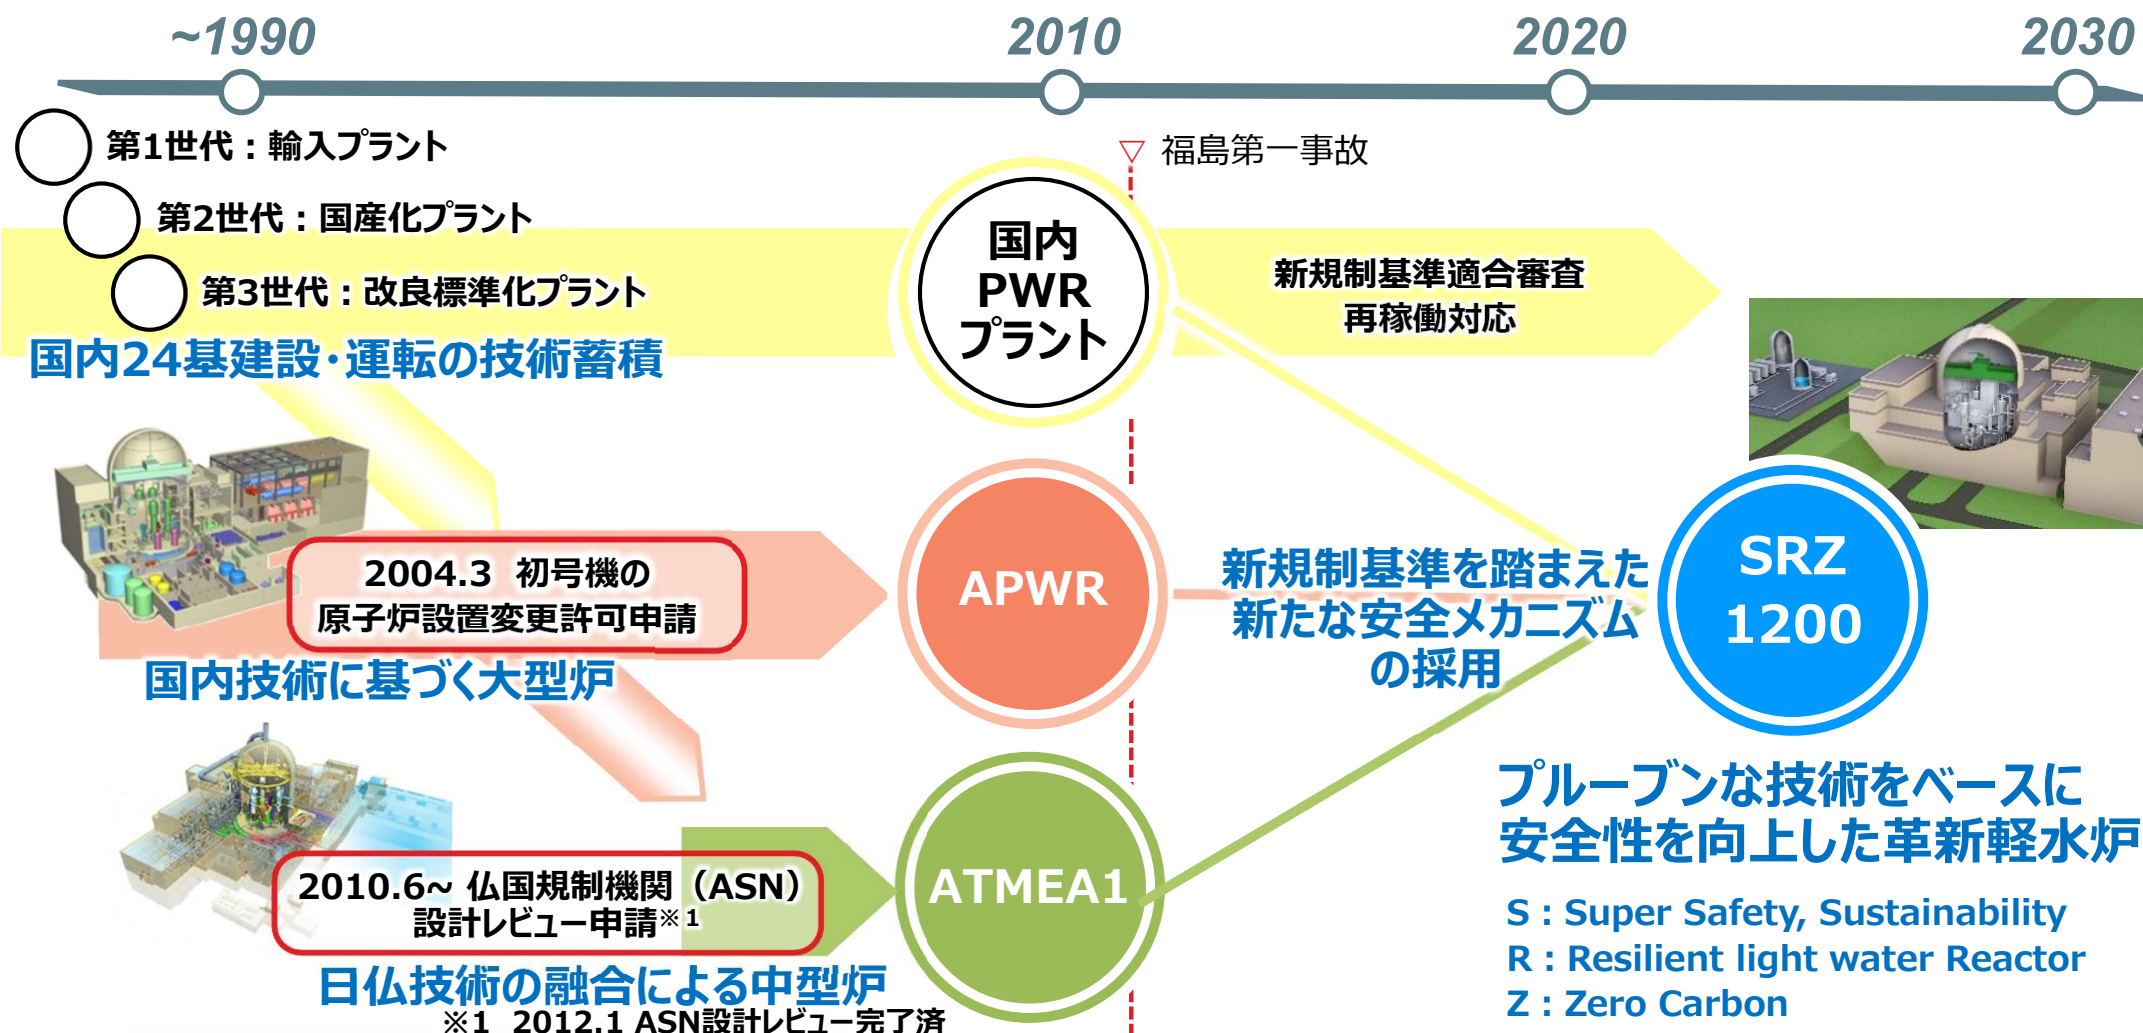 ~1990
2010
2020
2030
第1世代：輸入プラント
▽ 福島第一事故
第2世代：国産化プラント
第3世代：改良標準化プラント
国内24基建設・運転の技術蓄積
国内
PWR
プラント
新規制基準適合審査
再稼働対応
2004.3 初号機の
原子炉設置変更許可申請
国内技術に基づく大型炉
APWR
新規制基準を踏まえた
新たな安全メカニズム
の採用
SRZ
1200
2010.6~ 仏国規制機関（ASN）
設計レビュー申請※1
日仏技術の融合による中型炉
※1 2012.1 ASN設計レビュー完了済
ATMEA1
プルーブンな技術をベースに
安全性を向上した革新軽水炉
S : Super Safety, Sustainability
R : Resilient light water Reactor
Z : Zero Carbon